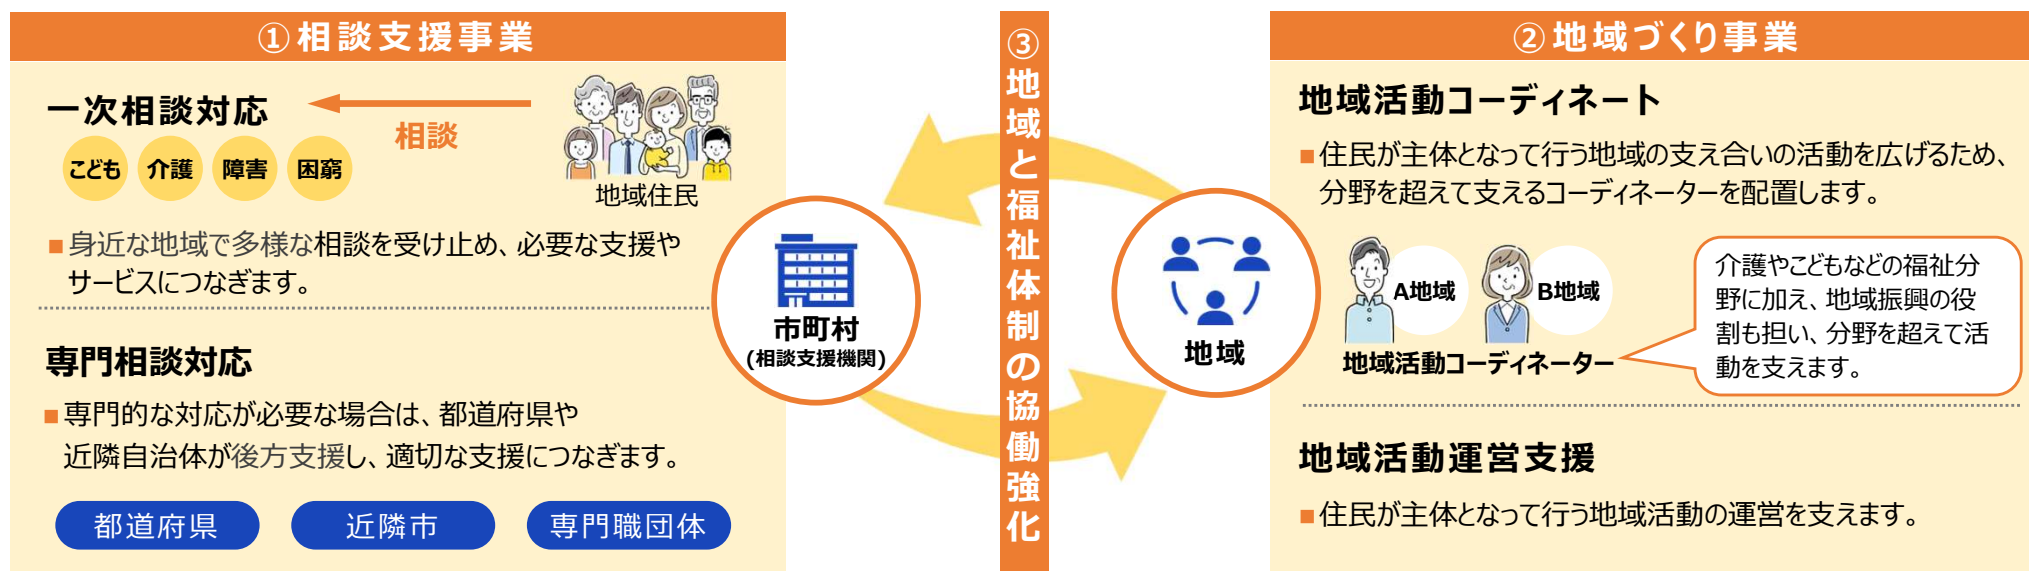 ①相談支援事業
一次相談対応
相談
こども
介護
障害
困窮
地域住民
■身近な地域で多様な相談を受け止め、必要な支援や
サービスにつなぎます。
専門相談対応
■専門的な対応が必要な場合は、都道府県や
近隣自治体が後方支援し、適切な支援につなぎます。
都道府県
近隣市
専門職団体
市町村
(相談支援機関)
③地域と福祉体制の協働強化
地域
②地域づくり事業
地域活動コーディネート
■住民が主体となって行う地域の支え合いの活動を広げるため、
分野を超えて支えるコーディネーターを配置します。
A地域
B地域
地域活動コーディネーター
介護やこどもなどの福祉分
野に加え、地域振興の役
割も担い、分野を超えて活
動を支えます。
地域活動運営支援
■住民が主体となって行う地域活動の運営を支えます。